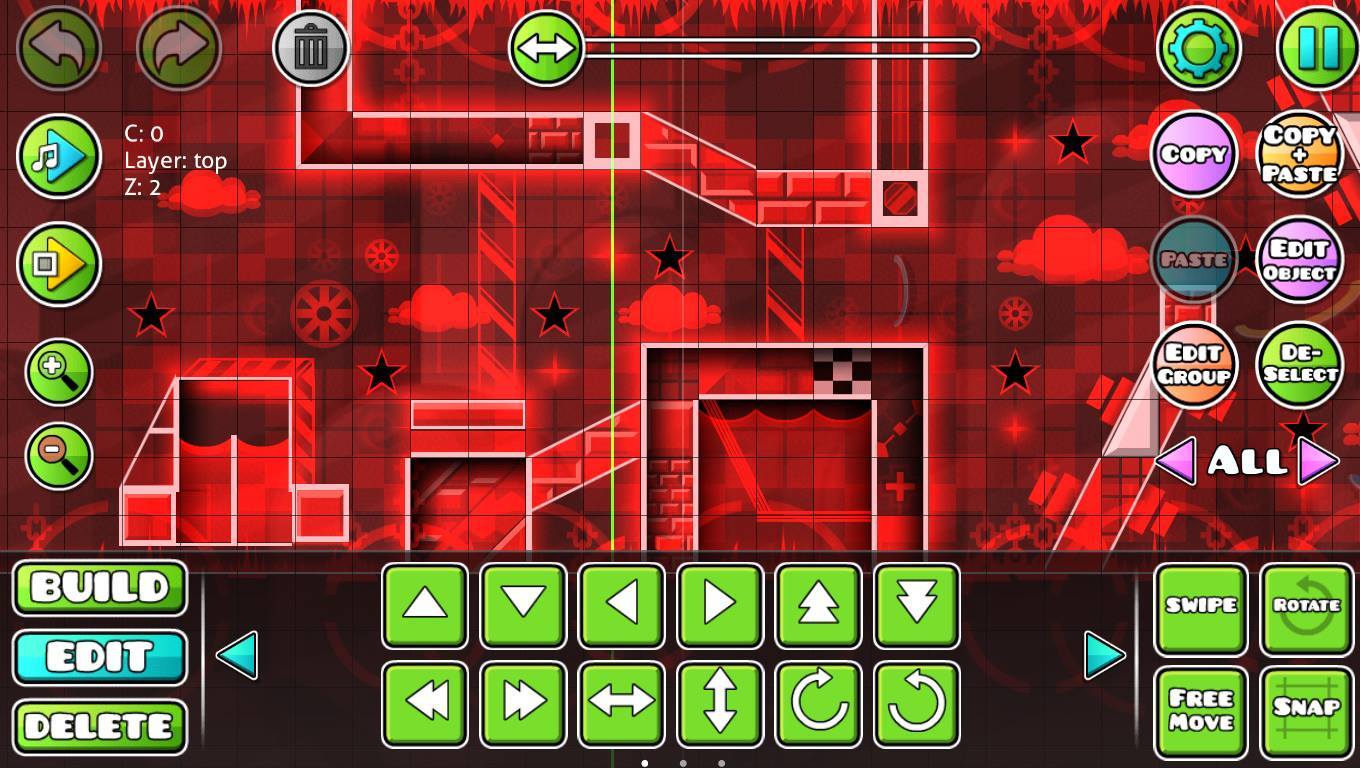 C: 0
Layer: top
Z: 2
COPY
COPY
+
PASTE
PASTE
EDIT
OBJECT
EDIT
GROUP
DE-
SELECT
ALL
BUILD
EDIT
DELETE
SWIPE
ROTATE
FREE
MOVE
SNAP